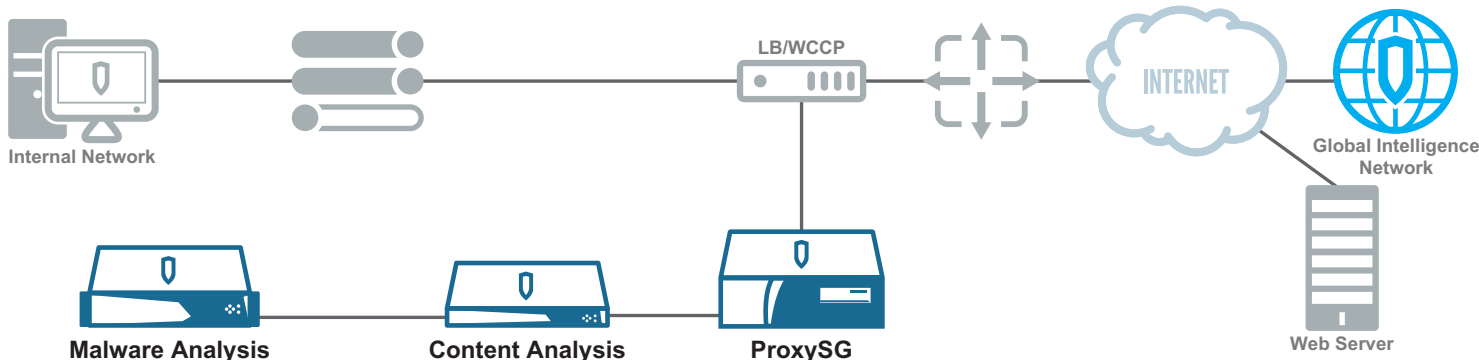 LB/WCCP
INTERNET
Internal Network
Global Intelligence
Network
Malware Analysis
Content Analysis
ProxySG
Web Server